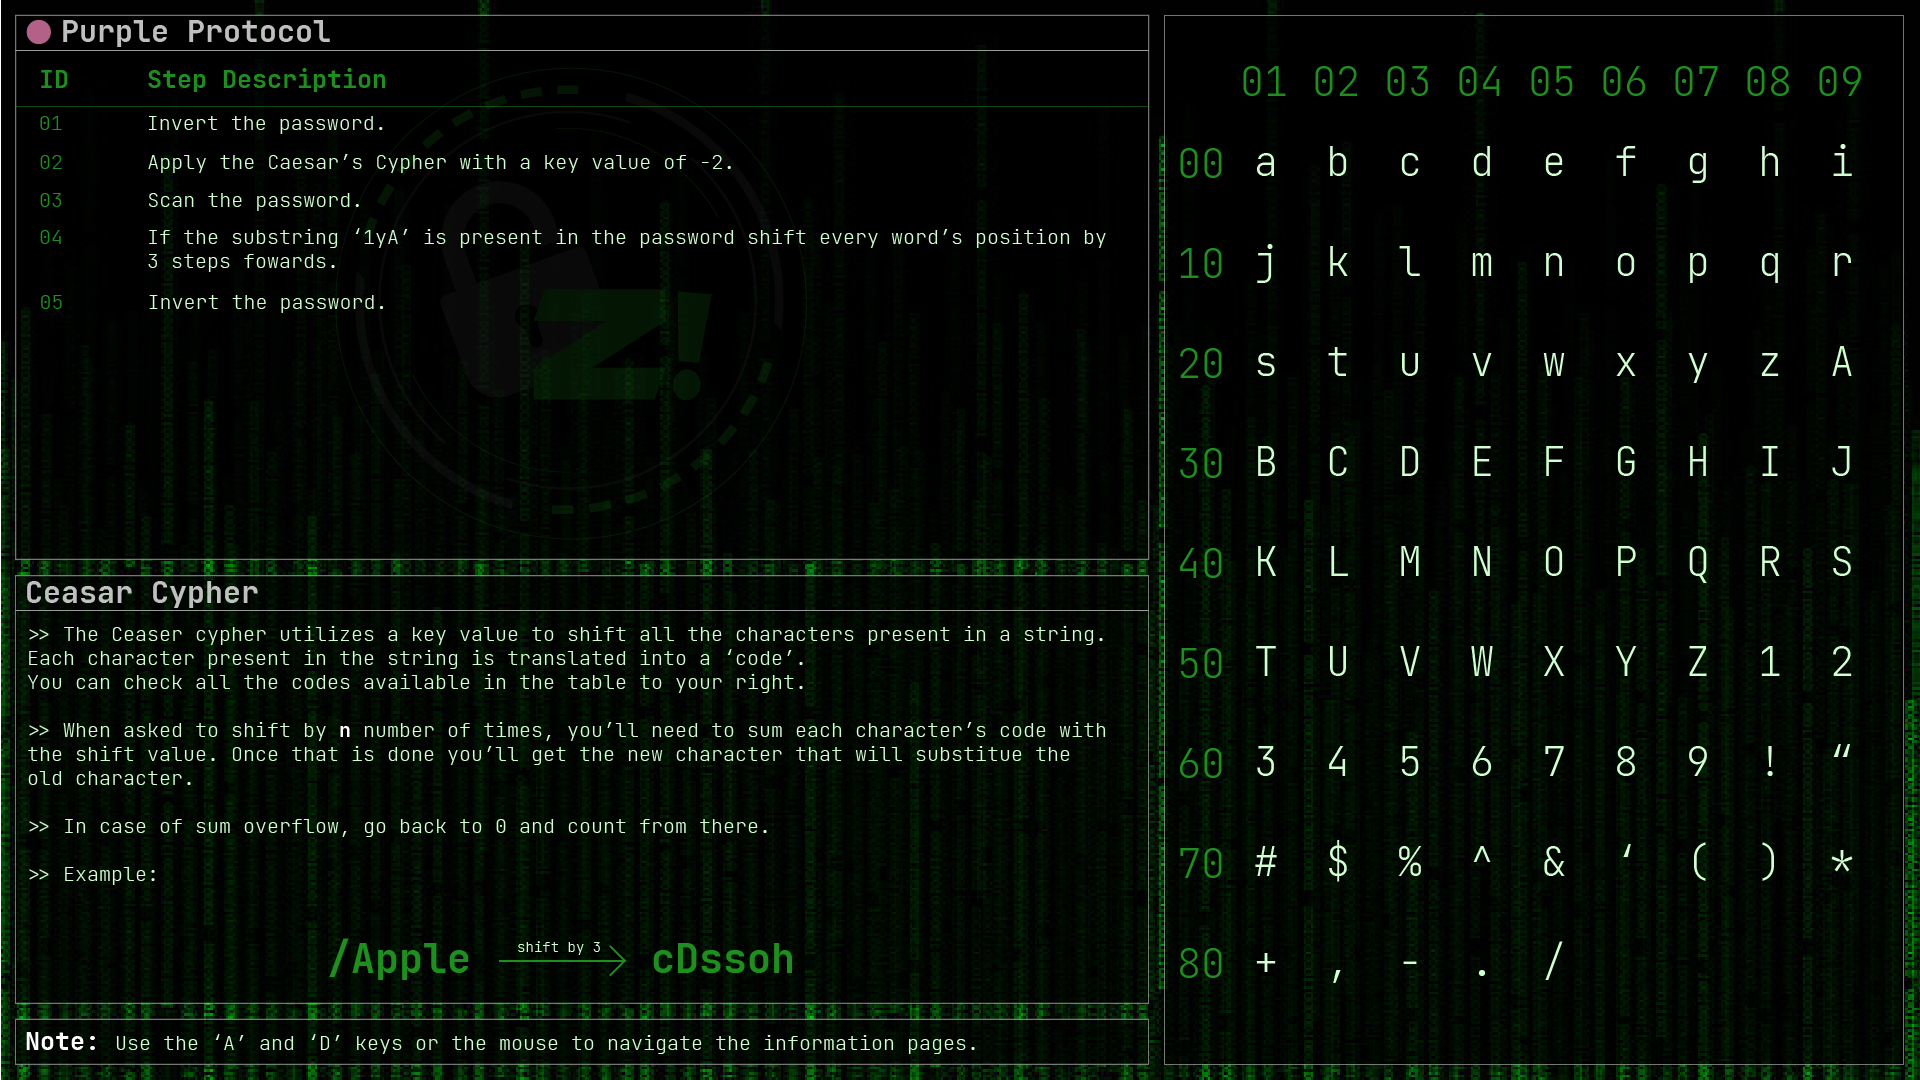 Purple Protocol
ID Step Description
01 Invert the password.
02 Apply the Caesar’s Cypher with a key value of -2.
03 Scan the password.
04 If the substring ‘1yA’ is present in the password shift every word’s position by
3 steps fowards.
05 Invert the password.
Z!
Ceasar Cypher
>> The Ceaser cypher utilizes a key value to shift all the characters present in a string.
Each character present in the string is translated into a ‘code’.
You can check all the codes available in the table to your right.
>> When asked to shift by n number of times, you’ll need to sum each character’s code with
the shift value. Once that is done you’ll get the new character that will substitue the
old character.
>> In case of sum overflow, go back to 0 and count from there.
>> Example:
/Apple shift by 3 cDssoh
Note: Use the ‘A’ and ‘D’ keys or the mouse to navigate the information pages.
01 02 03 04 05 06 07 08 09
00 a b c d e f g h i
10 j k l m n o p q r
20 s t u v w x y z A
30 B C D E F G H I J
40 K L M N O P Q R S
50 T U V W X Y Z 1 2
60 3 4 5 6 7 8 9 ! “
70 # $ % ^ & ‘ ( ) *
80 + , - . /